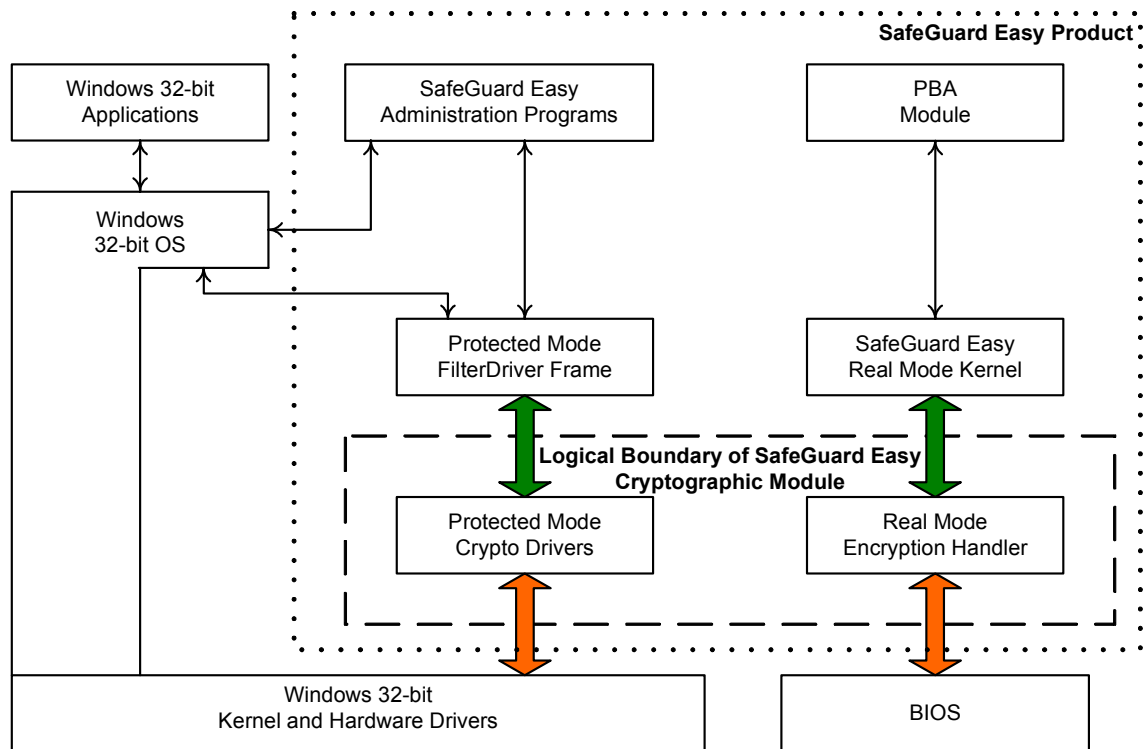 SafeGuard Easy Product
Windows 32-bit
Applications
SafeGuard Easy
Administration Programs
PBA
Module
Windows
32-bit OS
Protected Mode
FilterDriver Frame
SafeGuard Easy
Real Mode Kernel
Logical Boundary of SafeGuard Easy
Cryptographic Module
Protected Mode
Crypto Drivers
Real Mode
Encryption Handler
Windows 32-bit
Kernel and Hardware Drivers
BIOS